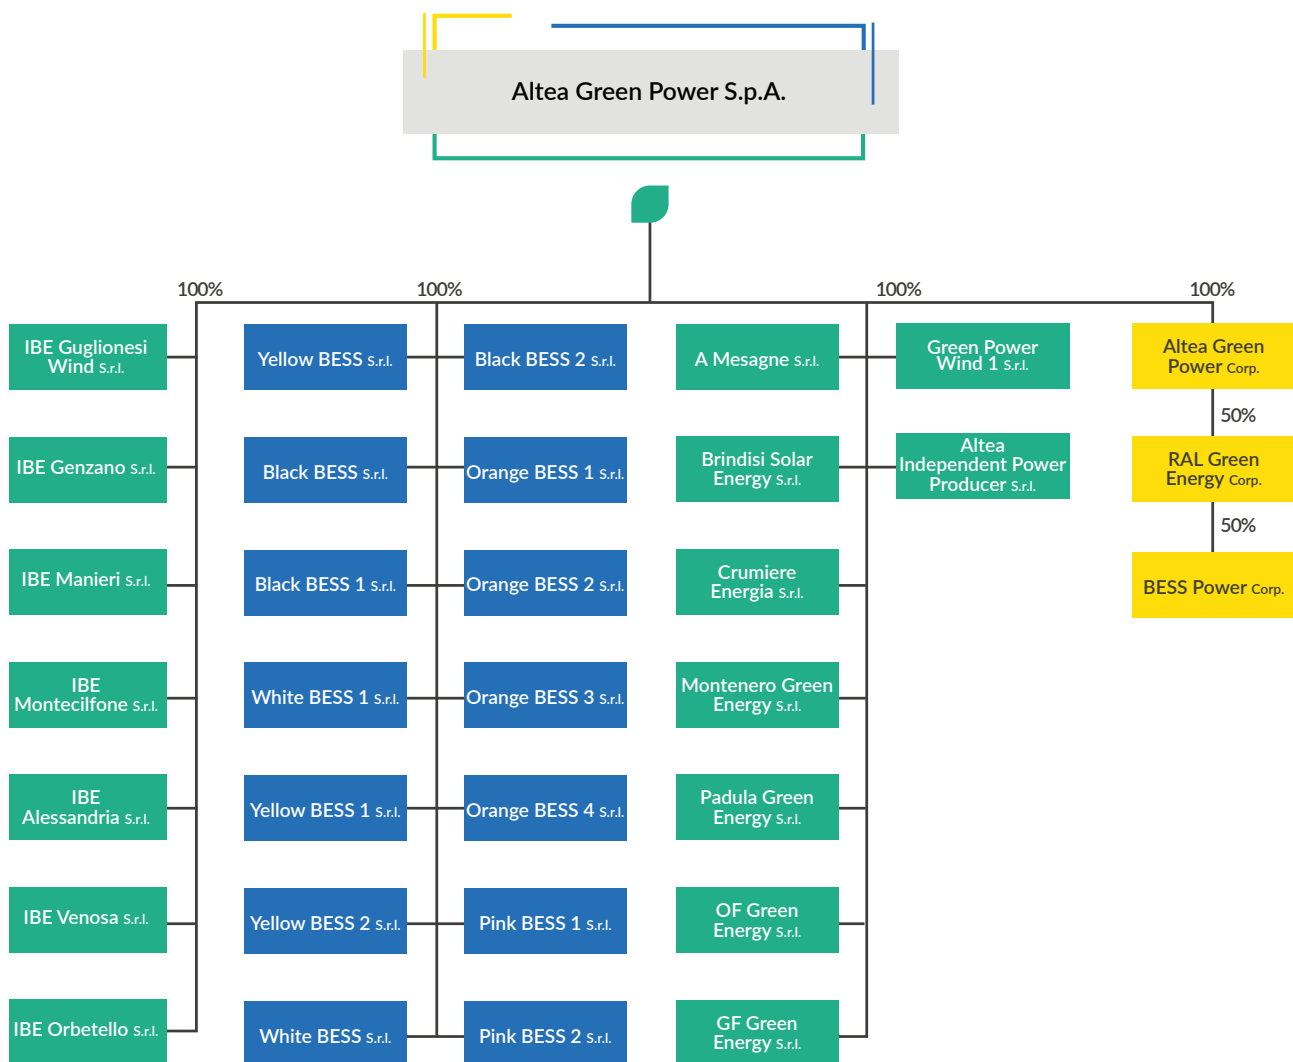 Altea Green Power S.p.A.
100%
100%
100%
100%
IBE Guglionesi
Wind S.r.l.
IBE Genzano S.r.l.
IBE Manieri S.r.l.
IBE
Montecilfone S.r.l.
IBE
Alessandria S.r.l.
IBE Venosa S.r.l.
IBE Orbetello S.r.l.
Yellow BESS S.r.l.
Black BESS S.r.l.
Black BESS 1 S.r.l.
White BESS 1 S.r.l.
Yellow BESS 1 S.r.l.
Yellow BESS 2 S.r.l.
White BESS S.r.l.
Black BESS 2 S.r.l.
Orange BESS 1 S.r.l.
Orange BESS 2 S.r.l.
Orange BESS 3 S.r.l.
Orange BESS 4 S.r.l.
Pink BESS 1 S.r.l.
Pink BESS 2 S.r.l.
A Mesagne S.r.l.
Brindisi Solar
Energy S.r.l.
Crumiere
Energia S.r.l.
Montenero Green
Energy S.r.l.
Padula Green
Energy S.r.l.
OF Green
Energy S.r.l.
GF Green
Energy S.r.l.
Green Power
Wind 1 S.r.l.
Altea
Independent Power
Producer S.r.l.
Altea Green
Power Corp.
50%
RAL Green
Energy Corp.
50%
BESS Power Corp.